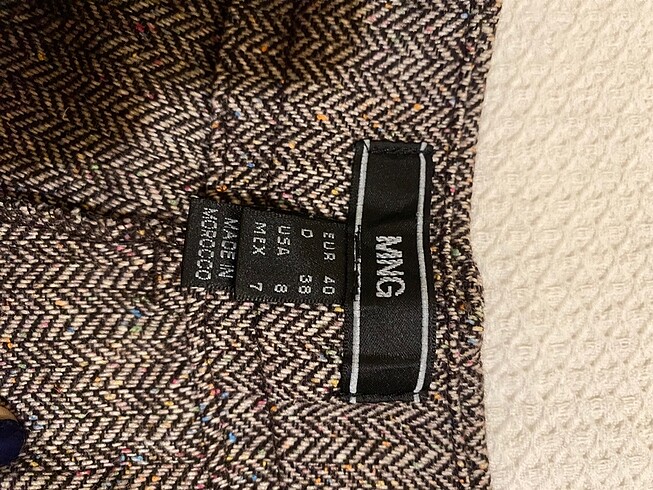 MNG
EUR 40
D 38
USA 8
MEX 7
MADE IN
MOROCCO